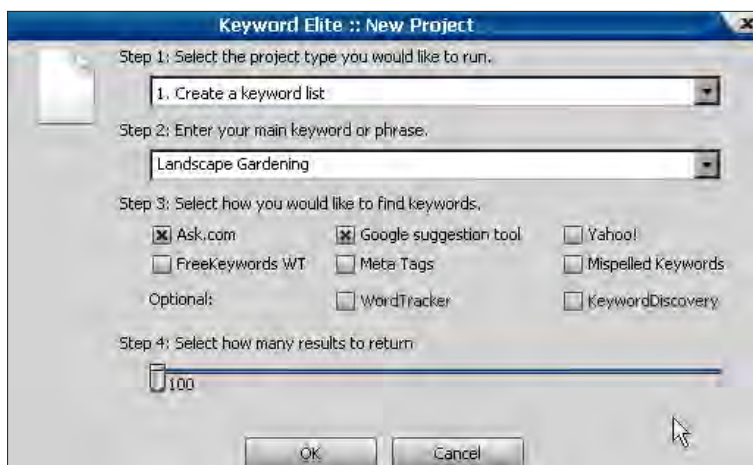 Keyword Elite :: New Project
Step 1: Select the project type you would like to run.
1. Create a keyword list
Step 2: Enter your main keyword or phrase.
Landscape Gardening
Step 3: Select how you would like to find keywords.
Ask.com Google suggestion tool Yahoo!
FreeKeywords WT Meta Tags Mispelled Keywords
Optional: WordTracker KeywordDiscovery
Step 4: Select how many results to return
100
OK Cancel